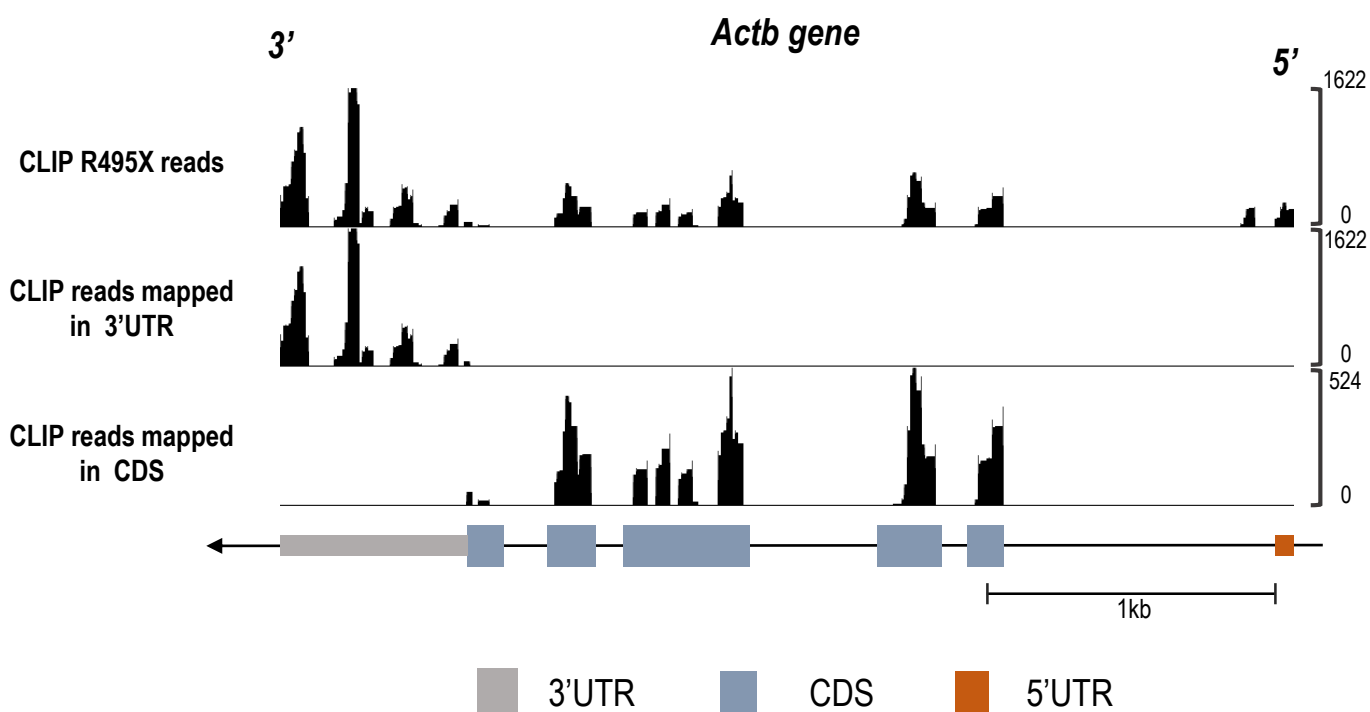 Actb gene
3’
5’
1622
CLIP R495X reads
0
1622
CLIP reads mapped
in 3’UTR
0
524
CLIP reads mapped
in CDS
0
1kb
3’UTR
CDS
5’UTR